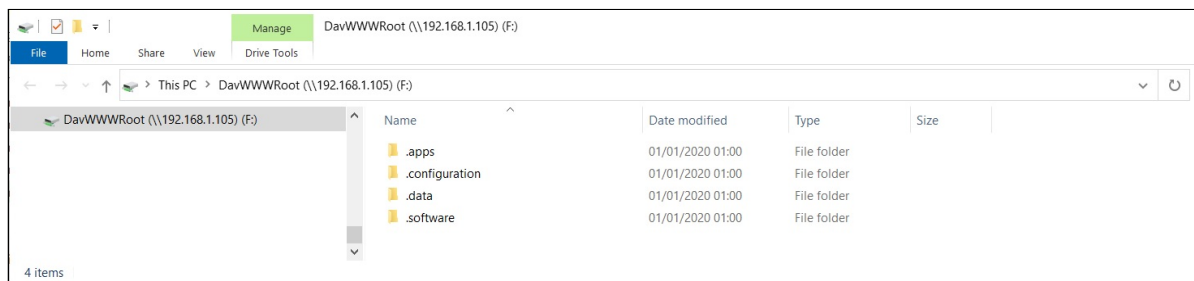 Manage DavWWWRoot (\\192.168.1.105) (F:)
File Home Share View Drive Tools
This PC > DavWWWRoot (\\192.168.1.105) (F:)
DavWWWRoot (\\192.168.1.105) (F:)
Name Date modified Type Size
.apps 01/01/2020 01:00 File folder
.configuration 01/01/2020 01:00 File folder
.data 01/01/2020 01:00 File folder
.software 01/01/2020 01:00 File folder
4 items